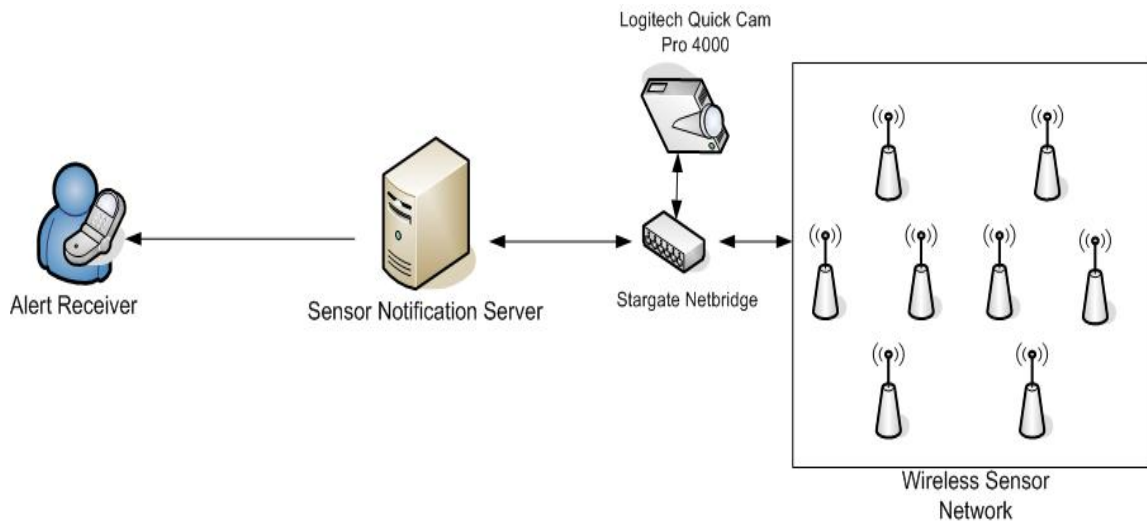 Logitech Quick Cam
Pro 4000
Alert Receiver
Sensor Notification Server
Stargate Netbridge
Wireless Sensor
Network